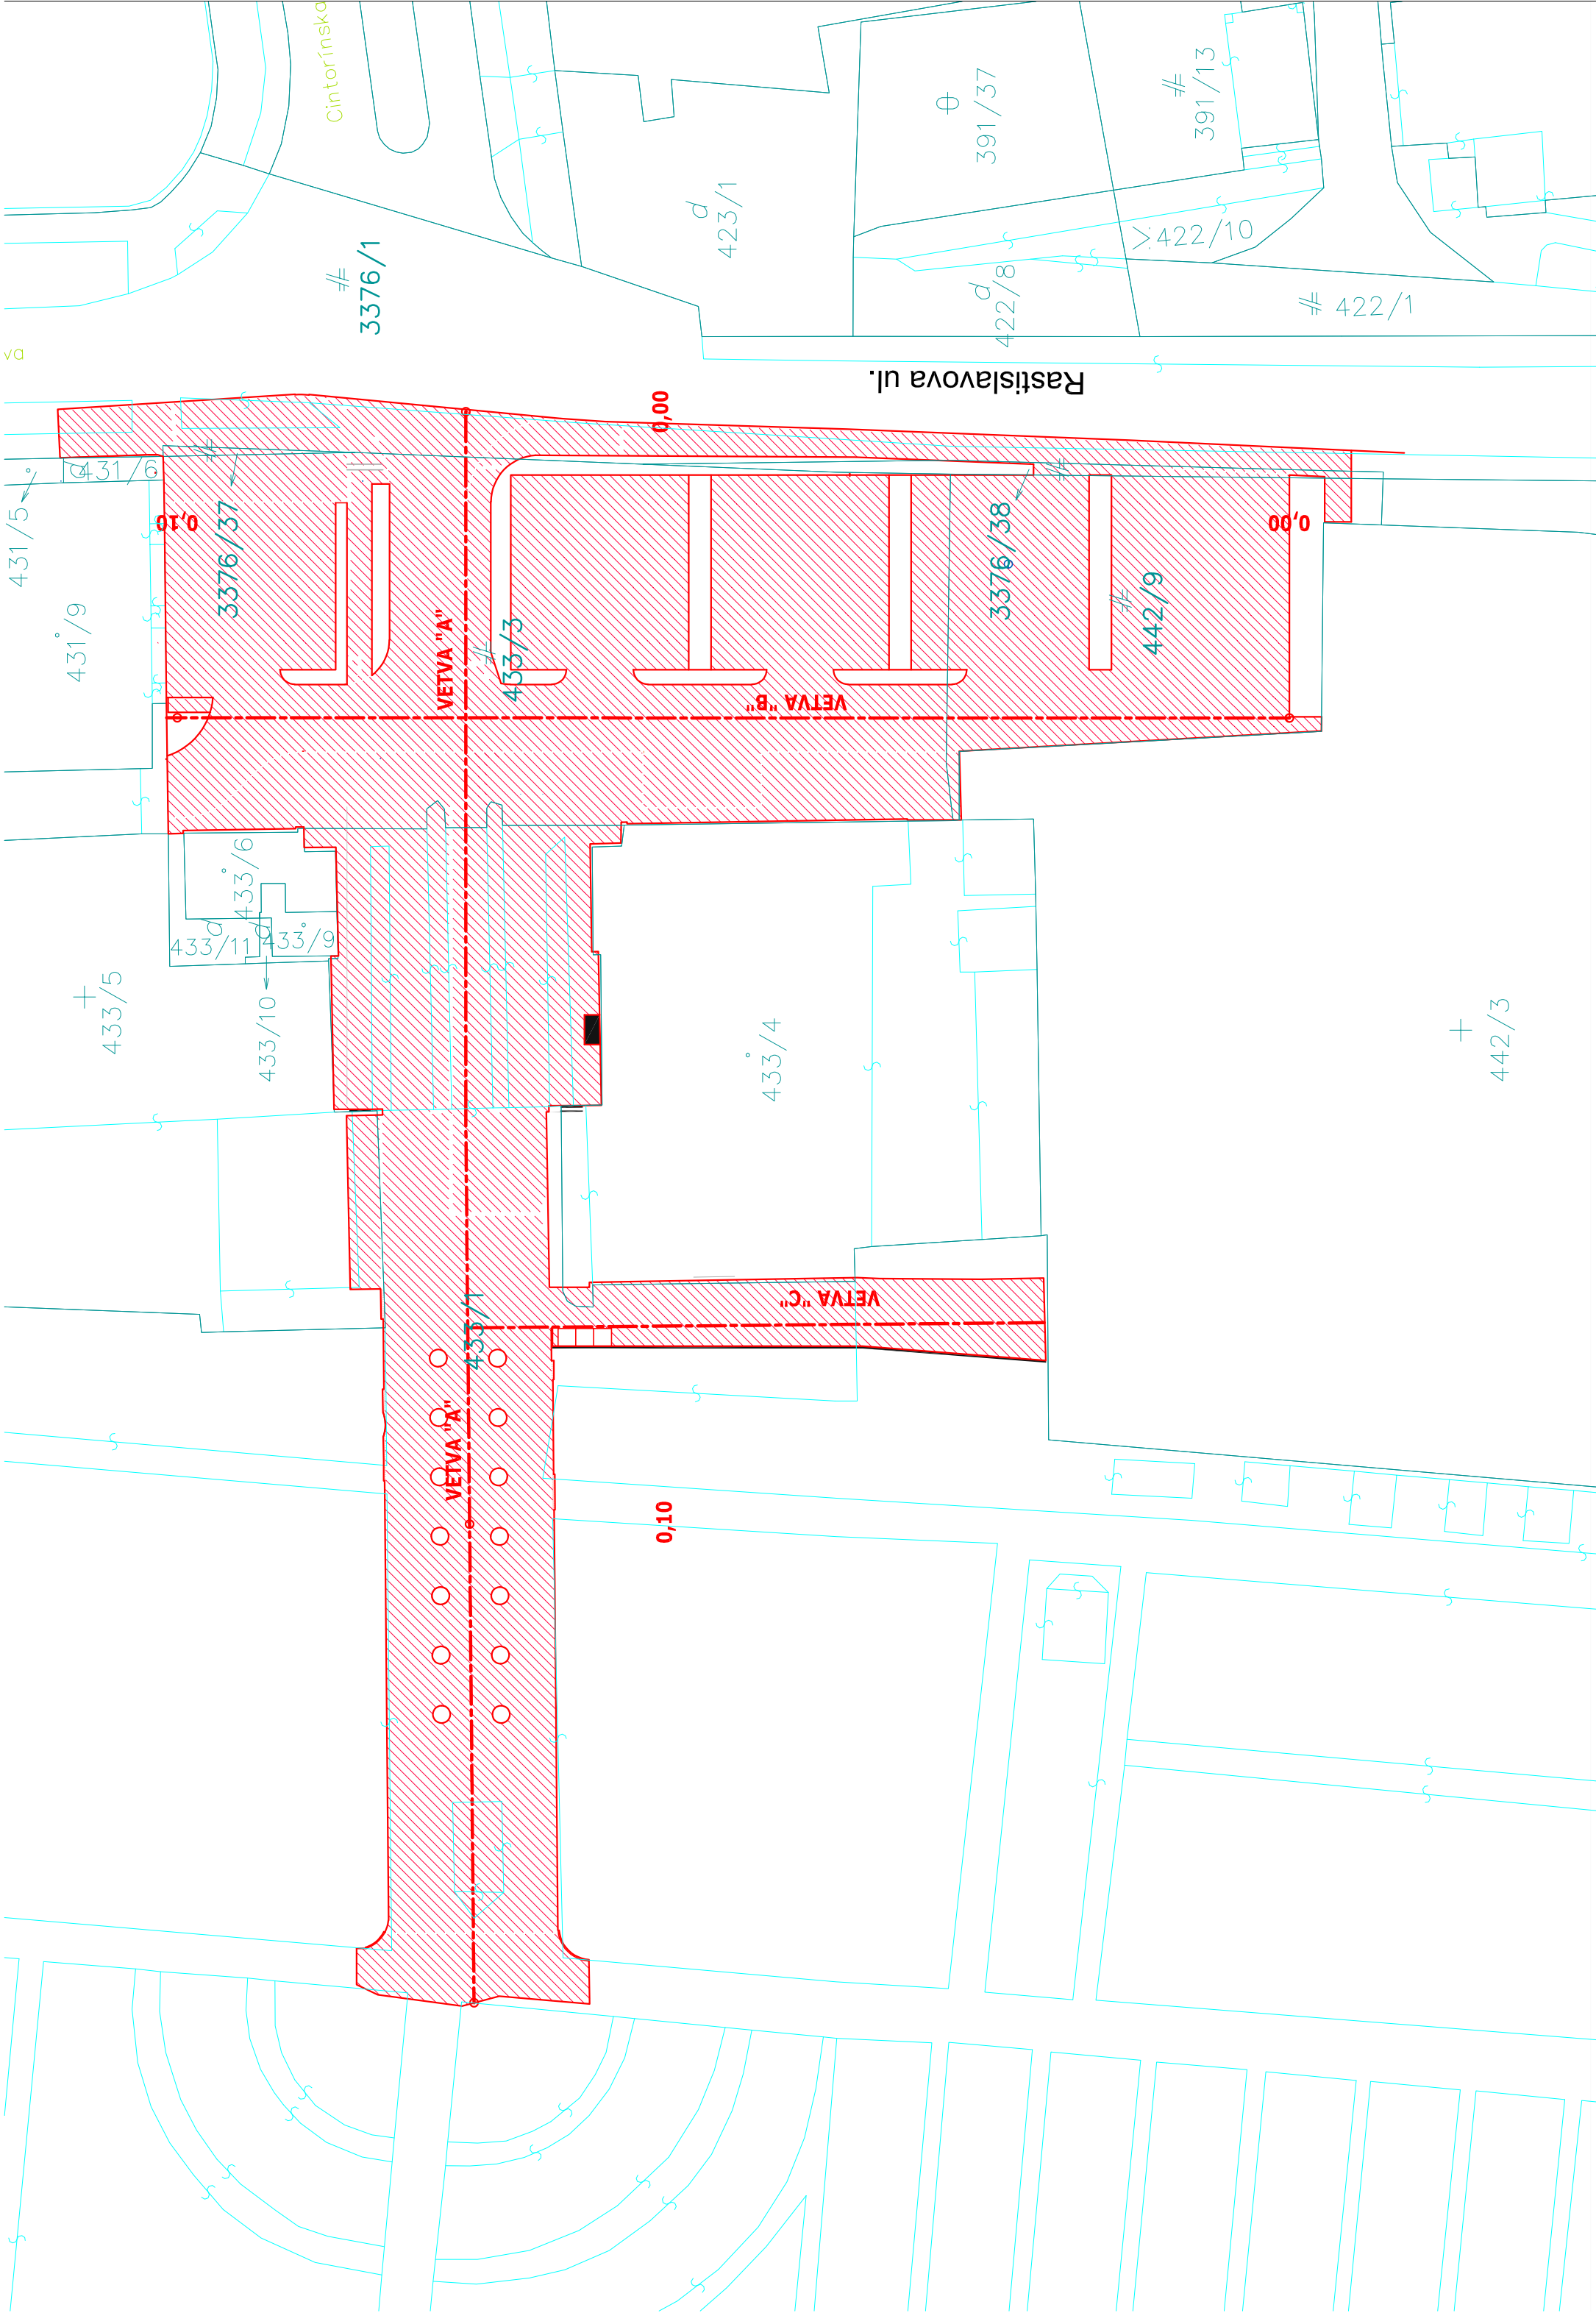 Cintorínska
391/37
391/13
d
423/1
422/10
3376/1
d
422/8
422/1
va
Rastislavova ul.
0,00
431/6
431/5
0,10
3376/37
3376/38
0,00
431/9
442/9
VETVA "A"
433/3
VETVA "B"
433/6
d
d
433/11
433/9
433/5
433/10
433/4
442/3
VETVA "C"
433/1
VETVA "A"
0,10